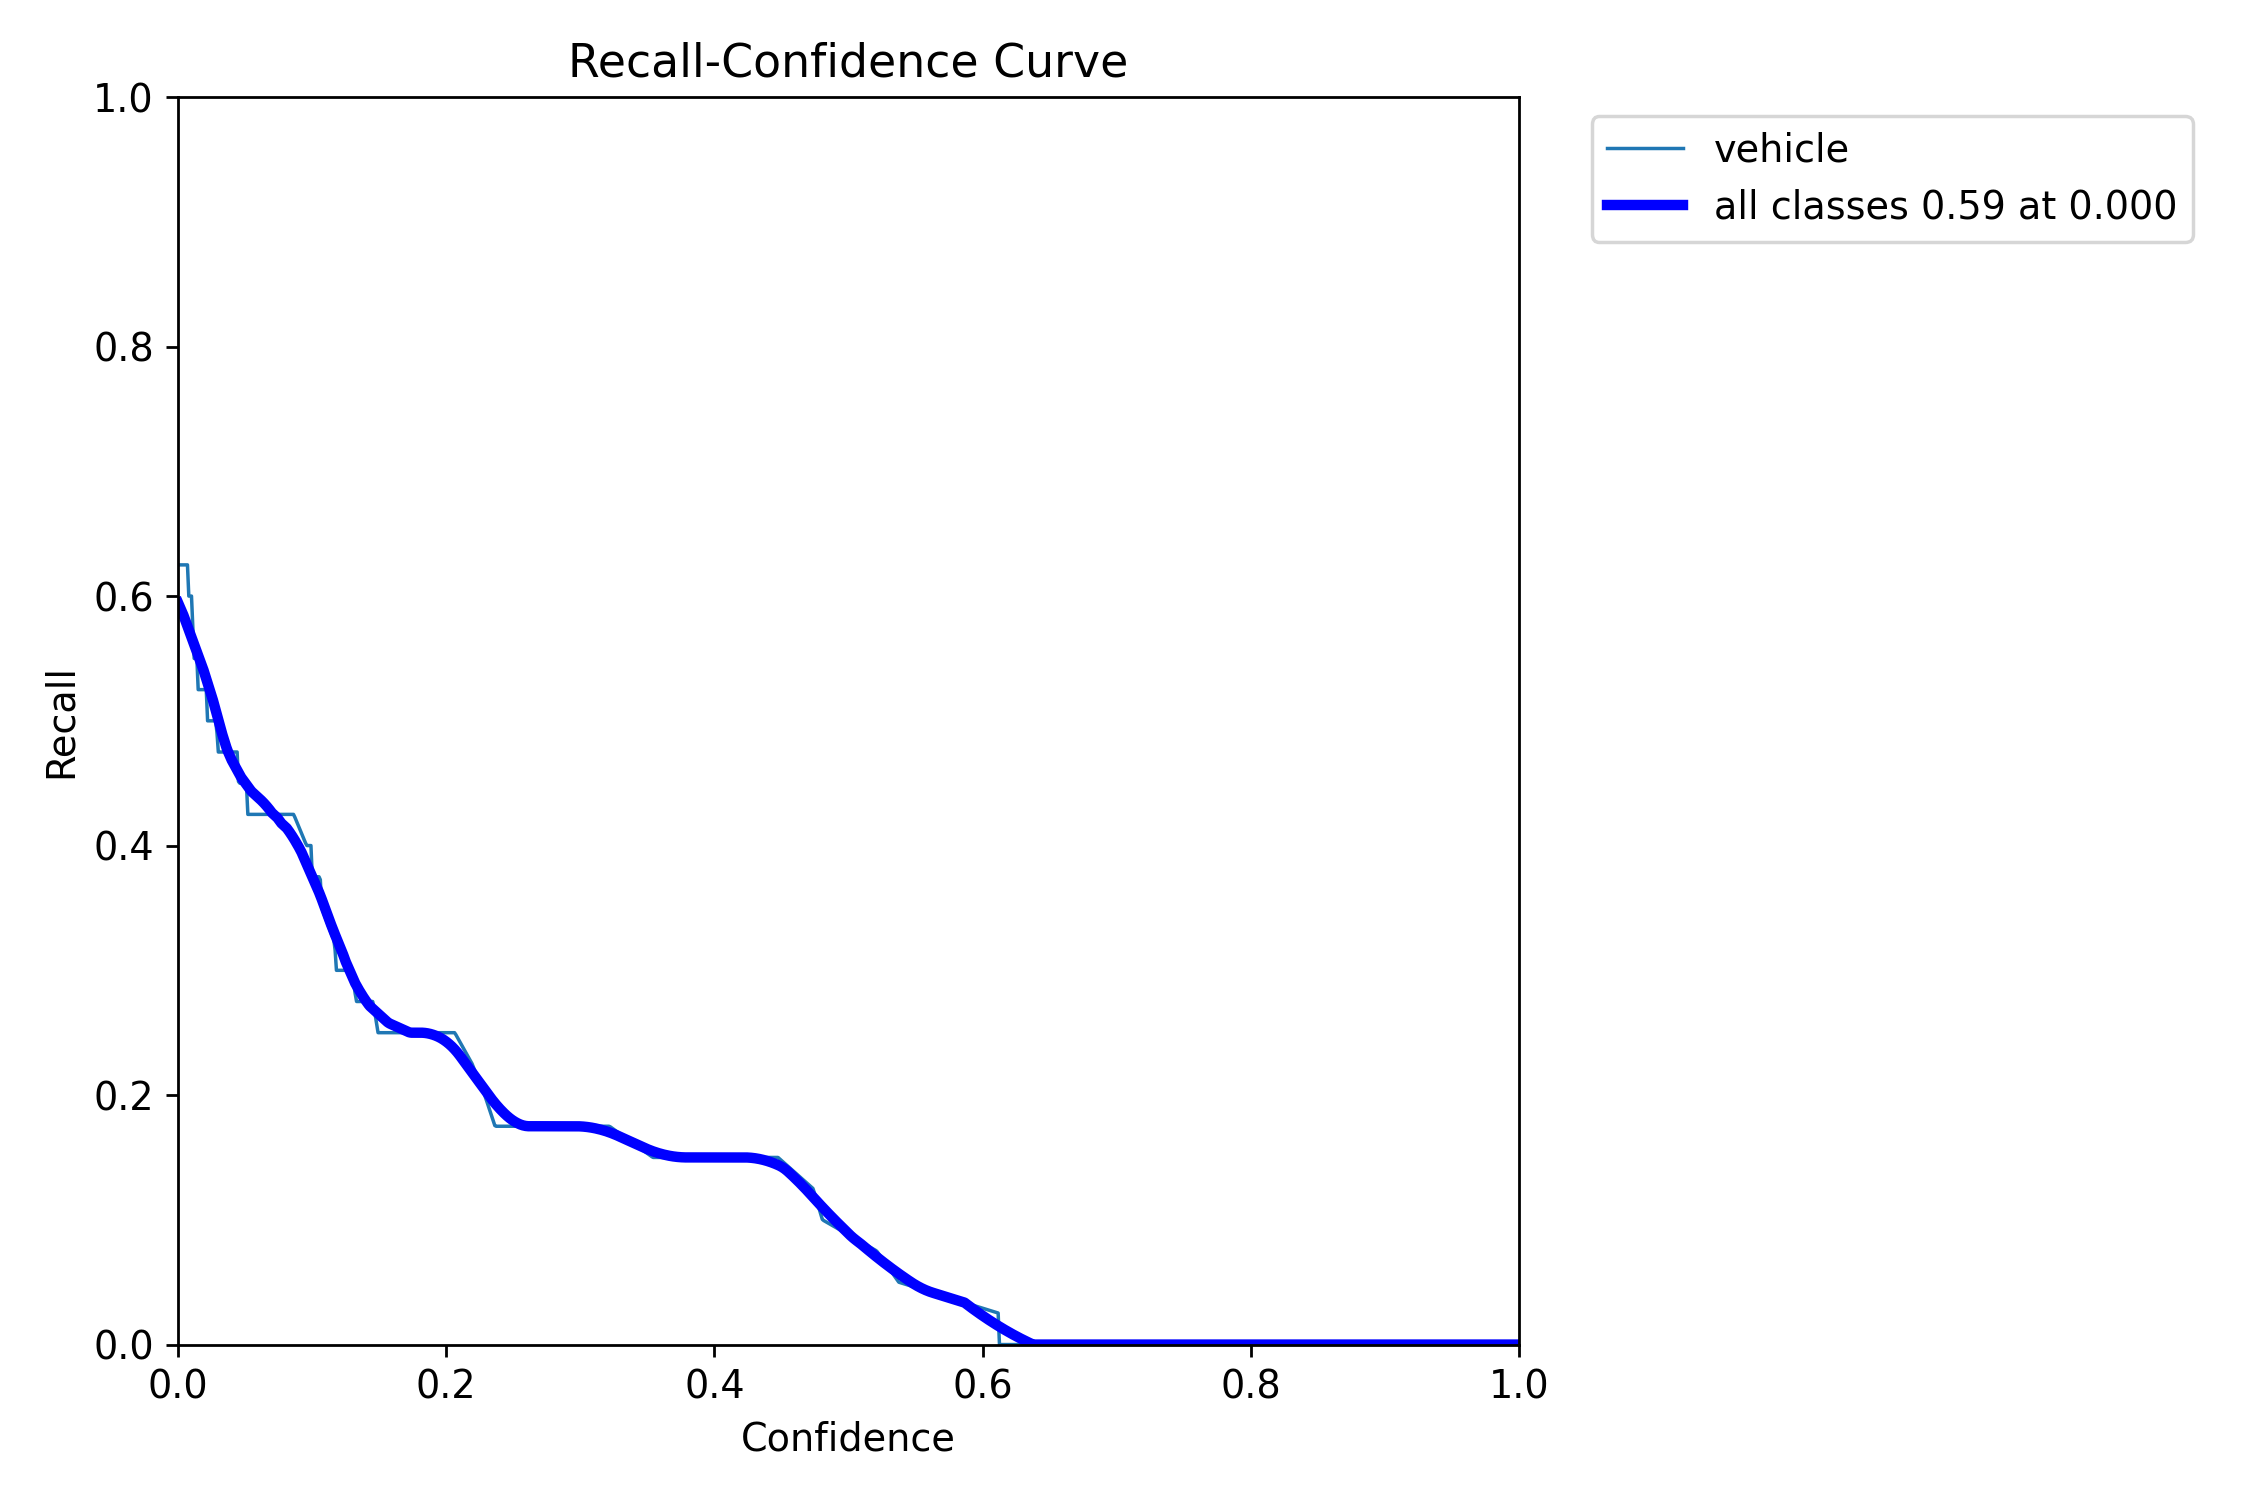 Recall-Confidence Curve
1.0
0.8
0.6
0.4
0.2
0.0
Recall
0.0 0.2 0.4 0.6 0.8 1.0
Confidence
vehicle
all classes 0.59 at 0.000